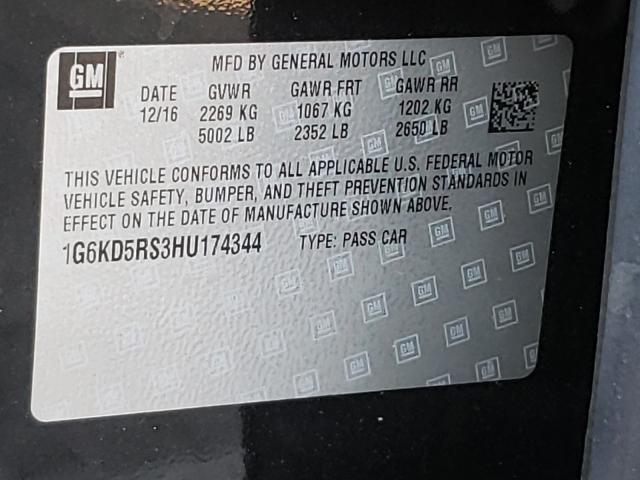 GM
MFD BY GENERAL MOTORS LLC
DATE GVWR GAWR FRT GAWR RR
12/16 2269 KG 1067 KG 1202 KG
5002 LB 2352 LB 2650 LB
THIS VEHICLE CONFORMS TO ALL APPLICABLE U.S. FEDERAL MOTOR
VEHICLE SAFETY, BUMPER, AND THEFT PREVENTION STANDARDS IN
EFFECT ON THE DATE OF MANUFACTURE SHOWN ABOVE.
1G6KD5RS3HU174344 TYPE: PASS CAR